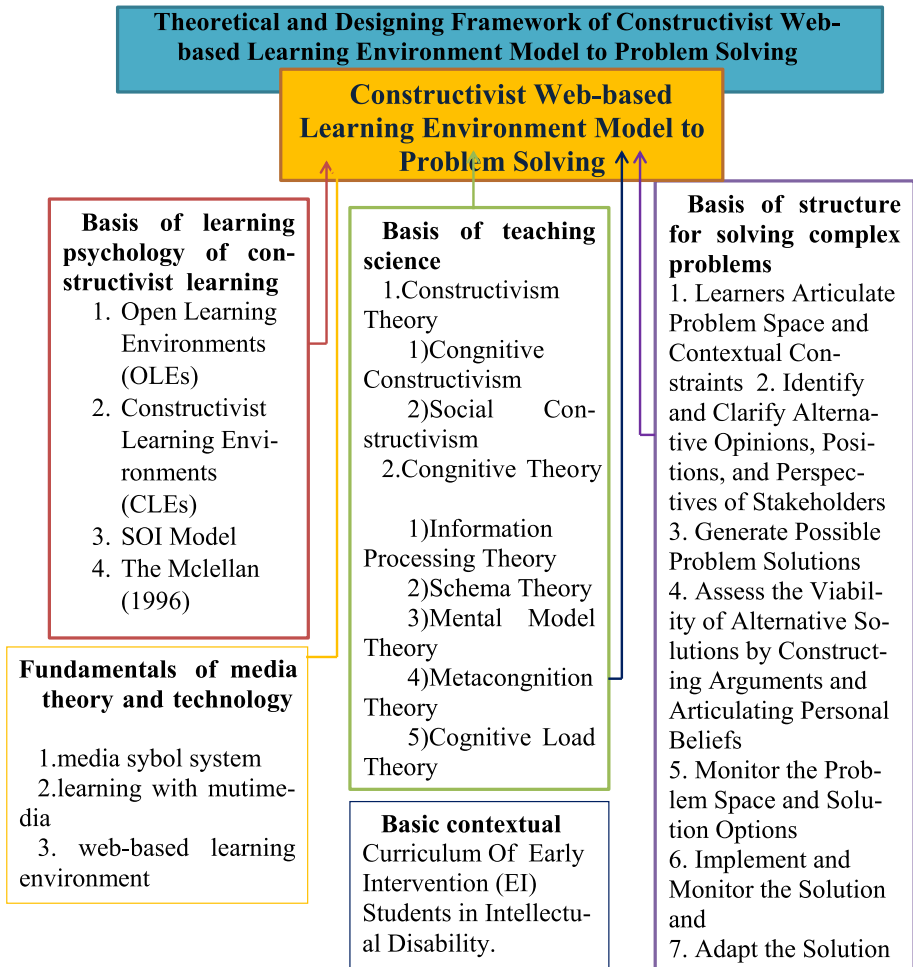 Theoretical and Designing Framework of Constructivist Web-
based Learning Environment Model to Problem Solving
Constructivist Web-based
Learning Environment Model to
Problem Solving
Basis of learning
psychology of con-
structivist learning
1. Open Learning
Environments
(OLEs)
2. Constructivist
Learning Envi-
ronments
(CLEs)
3. SOI Model
4. The Mclellan
(1996)
Fundamentals of media
theory and technology
1.media sybol system
2.learning with mutime-
dia
3. web-based learning
environment
Basis of teaching
science
1.Constructivism
Theory
1)Congnitive
Constructivism
2)Social Con-
structivism
2.Congnitive Theory
1)Information
Processing Theory
2)Schema Theory
3)Mental Model
Theory
4)Metacongnition
Theory
5)Cognitive Load
Theory
Basic contextual
Curriculum Of Early
Intervention (EI)
Students in Intellectu-
al Disability.
Basis of structure
for solving complex
problems
1. Learners Articulate
Problem Space and
Contextual Con-
straints 2. Identify
and Clarify Alterna-
tive Opinions, Posi-
tions, and Perspec-
tives of Stakeholders
3. Generate Possible
Problem Solutions
4. Assess the Viabil-
ity of Alternative So-
lutions by Construct-
ing Arguments and
Articulating Personal
Beliefs
5. Monitor the Prob-
lem Space and Solu-
tion Options
6. Implement and
Monitor the Solution
and
7. Adapt the Solution